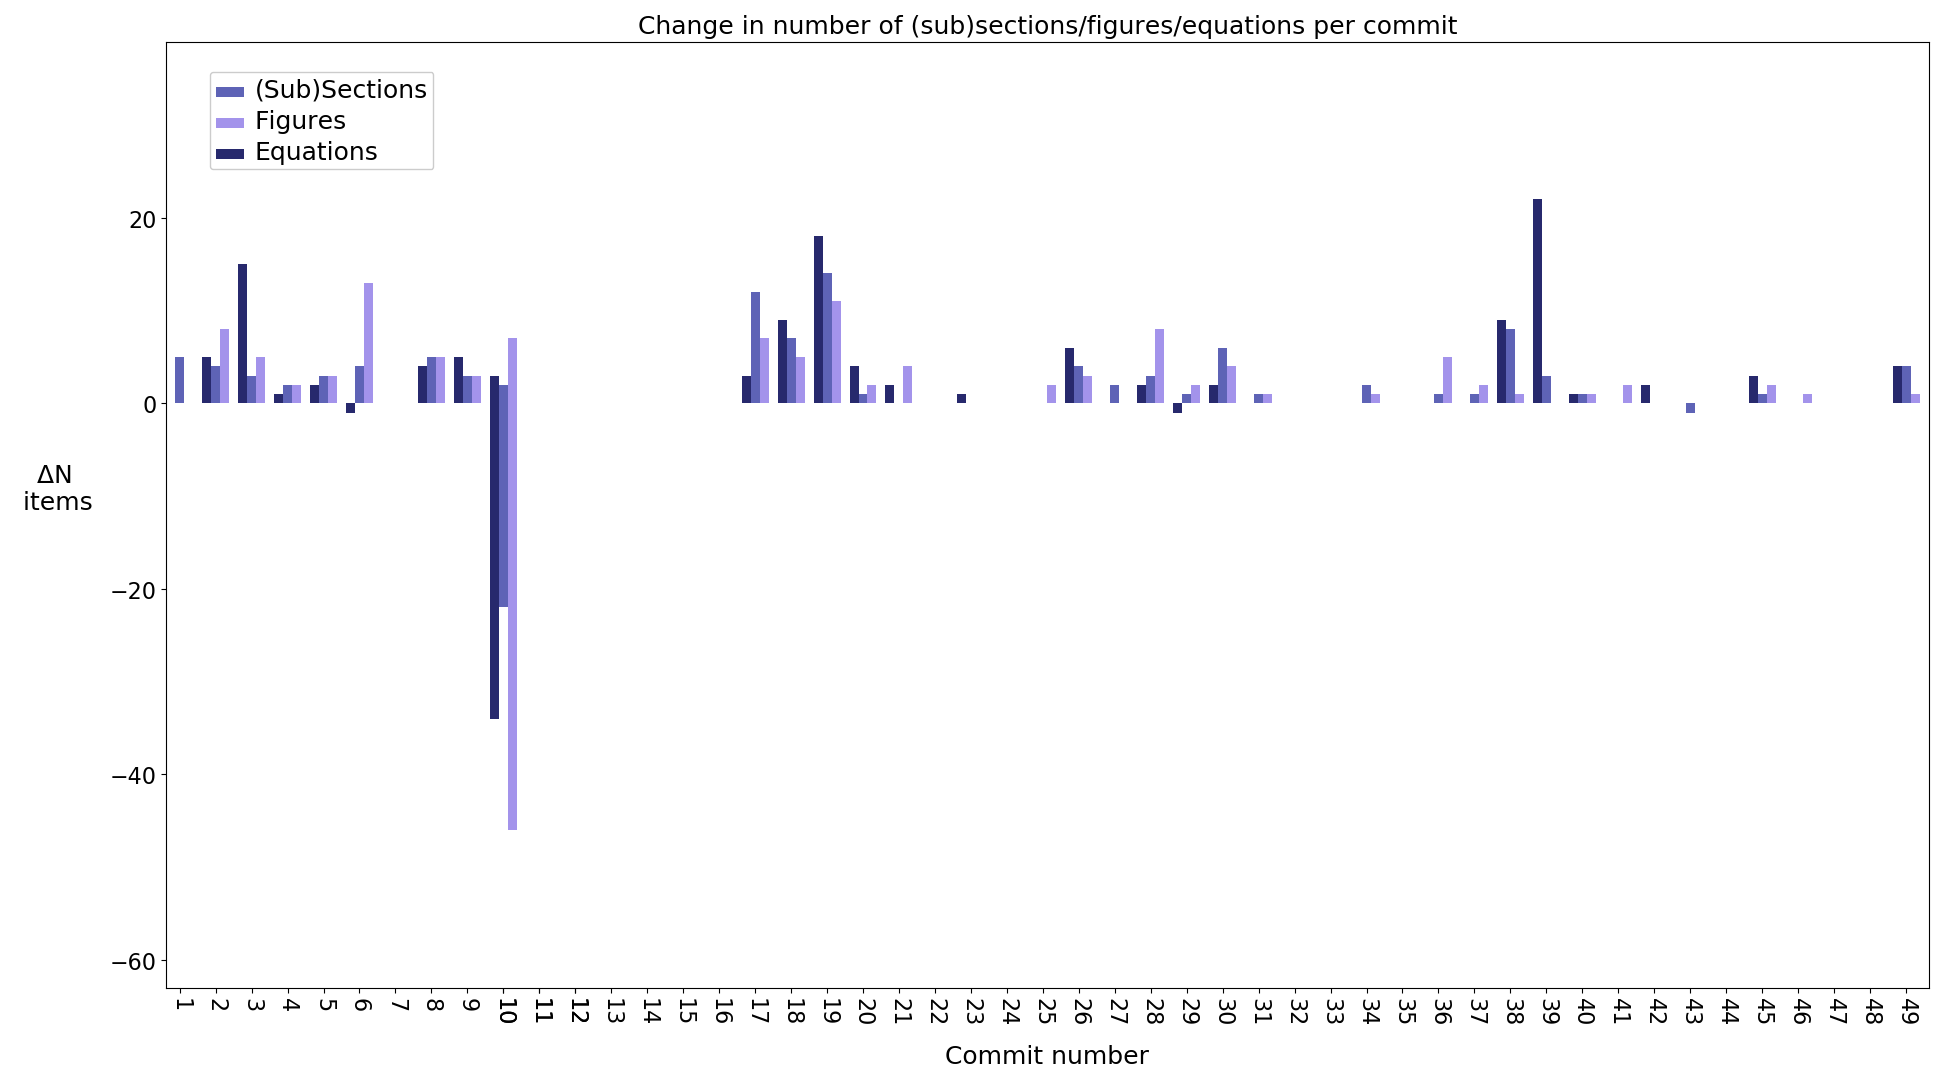 Change in number of (sub)sections/figures/equations per commit
(Sub)Sections
Figures
Equations
20
0
−20
−40
−60
ΔN
items
1 2 3 4 5 6 7 8 9 10 11 12 13 14 15 16 17 18 19 20 21 22 23 24 25 26 27 28 29 30 31 32 33 34 35 36 37 38 39 40 41 42 43 44 45 46 47 48 49
Commit number